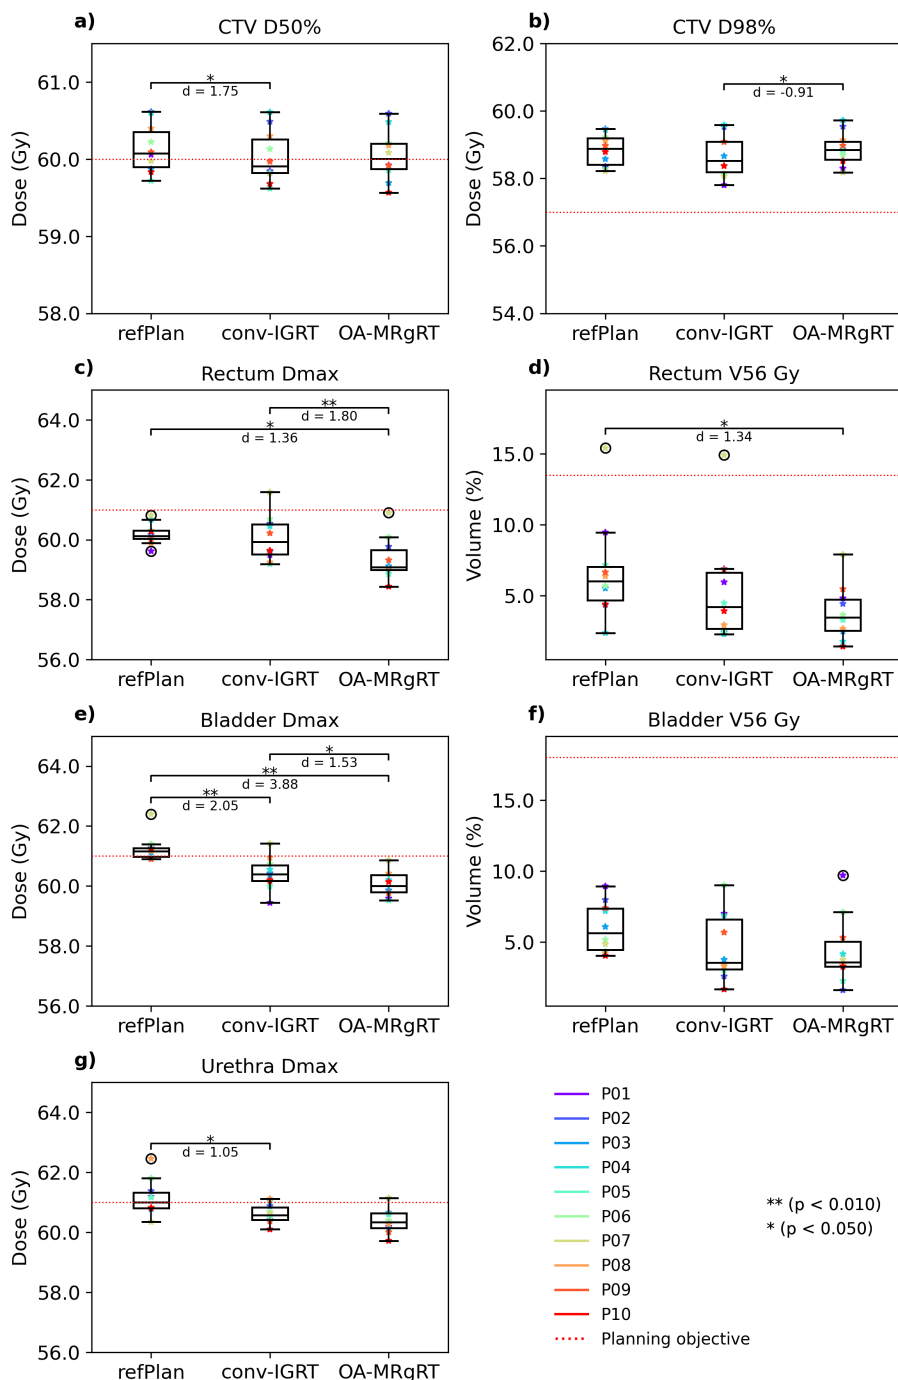 a) CTV D50%
61.0
60.0
59.0
58.0
Dose (Gy)
*
d = 1.75
refPlan conv-IGRT OA-MRgRT
b) CTV D98%
62.0
60.0
58.0
56.0
54.0
Dose (Gy)
*
d = -0.91
refPlan conv-IGRT OA-MRgRT
c) Rectum Dmax
64.0
62.0
60.0
58.0
56.0
Dose (Gy)
**
d = 1.80
*
d = 1.36
refPlan conv-IGRT OA-MRgRT
d) Rectum V56 Gy
15.0
10.0
5.0
Volume (%)
*
d = 1.34
refPlan conv-IGRT OA-MRgRT
e) Bladder Dmax
64.0
62.0
60.0
58.0
56.0
Dose (Gy)
*
d = 1.53
**
d = 3.88
**
d = 2.05
refPlan conv-IGRT OA-MRgRT
f) Bladder V56 Gy
15.0
10.0
5.0
Volume (%)
refPlan conv-IGRT OA-MRgRT
g) Urethra Dmax
64.0
62.0
60.0
58.0
56.0
Dose (Gy)
*
d = 1.05
refPlan conv-IGRT OA-MRgRT
P01
P02
P03
P04
P05
P06
P07
P08
P09
P10
Planning objective
** (p < 0.010)
* (p < 0.050)